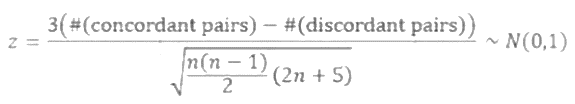 z = 3(#(concordant pairs) − #(discordant pairs)) / √(n(n − 1)/2 (2n + 5)) ~ N(0,1)